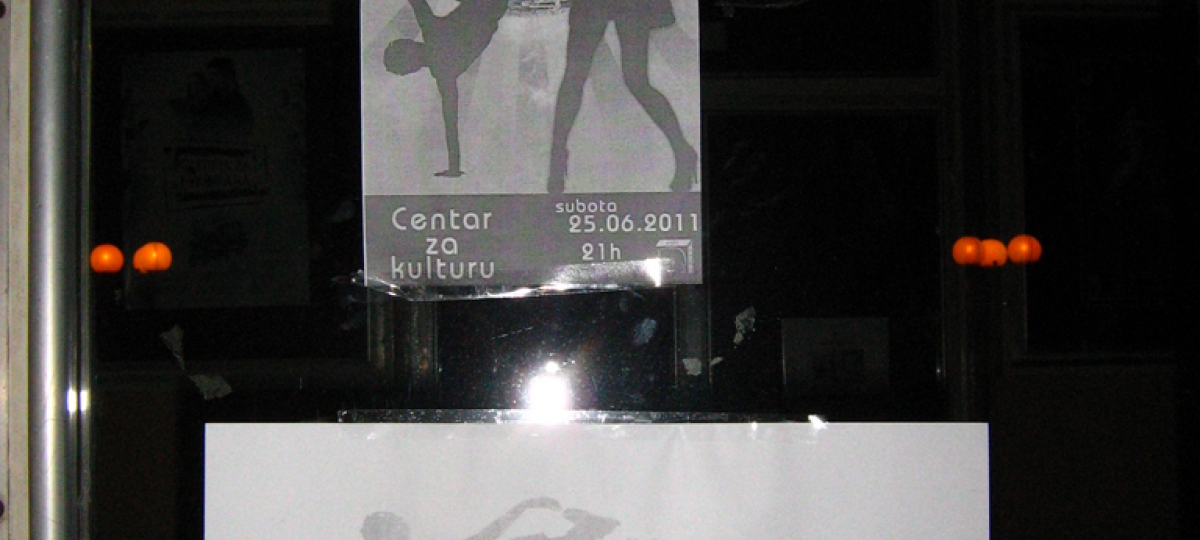 Centar
za
kulturu
subota
25.06.2011
21h